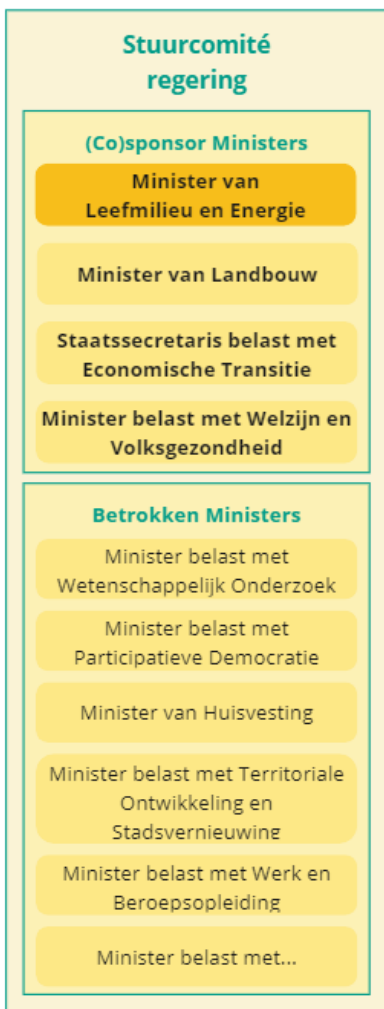 Stuurcomité
regering
(Co)sponsor Ministers
Minister van
Leefmilieu en Energie
Minister van Landbouw
Staatssecretaris belast met
Economische Transitie
Minister belast met Welzijn en
Volksgezondheid
Betrokken Ministers
Minister belast met
Wetenschappelijk Onderzoek
Minister belast met
Participatieve Democratie
Minister van Huisvesting
Minister belast met Territoriale
Ontwikkeling en
Stadsvernieuwing
Minister belast met Werk en
Beroepsopleiding
Minister belast met...